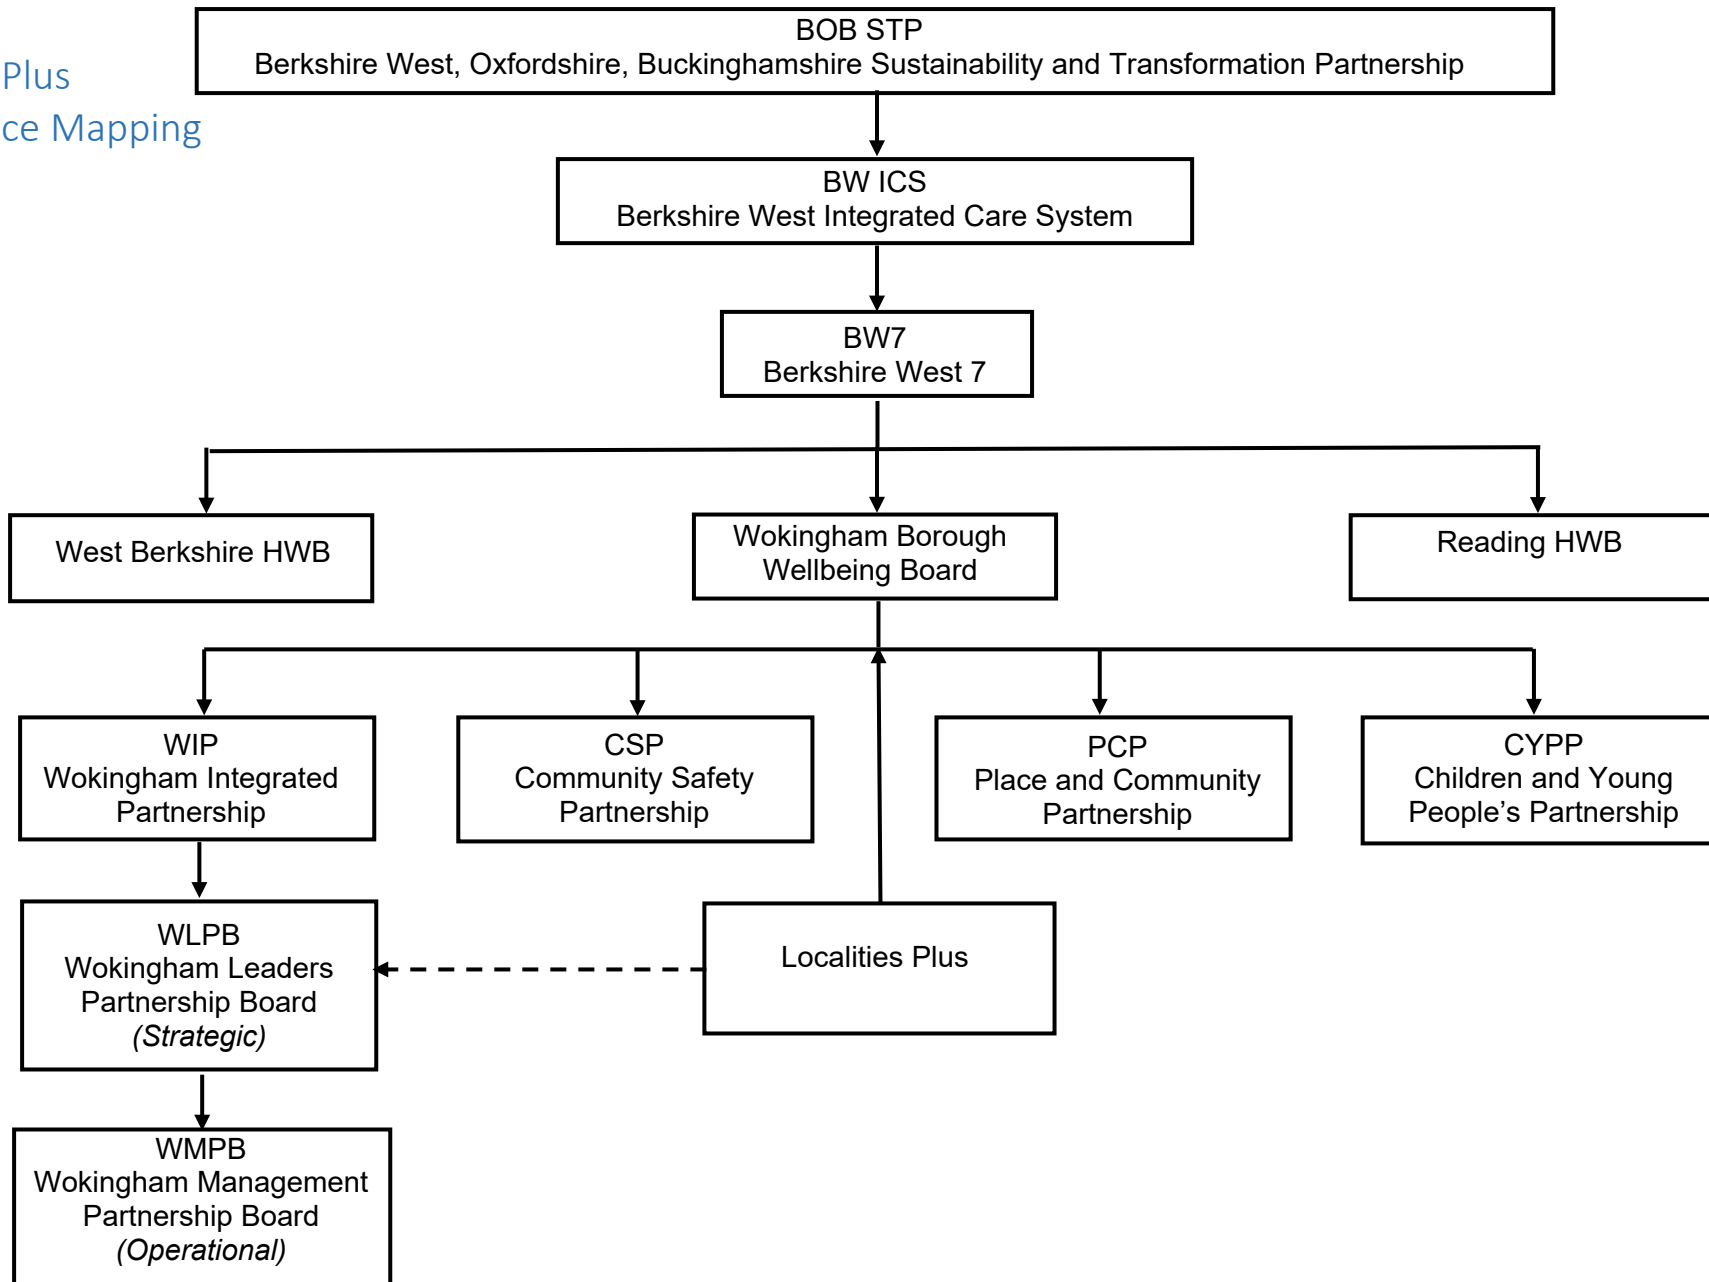 BOB STP
Berkshire West, Oxfordshire, Buckinghamshire Sustainability and Transformation Partnership
Plus
ce Mapping
BW ICS
Berkshire West Integrated Care System
BW7
Berkshire West 7
West Berkshire HWB
Wokingham Borough
Wellbeing Board
Reading HWB
WIP
Wokingham Integrated
Partnership
CSP
Community Safety
Partnership
PCP
Place and Community
Partnership
CYPP
Children and Young
People’s Partnership
WLPB
Wokingham Leaders
Partnership Board
(Strategic)
Localities Plus
WMPB
Wokingham Management
Partnership Board
(Operational)